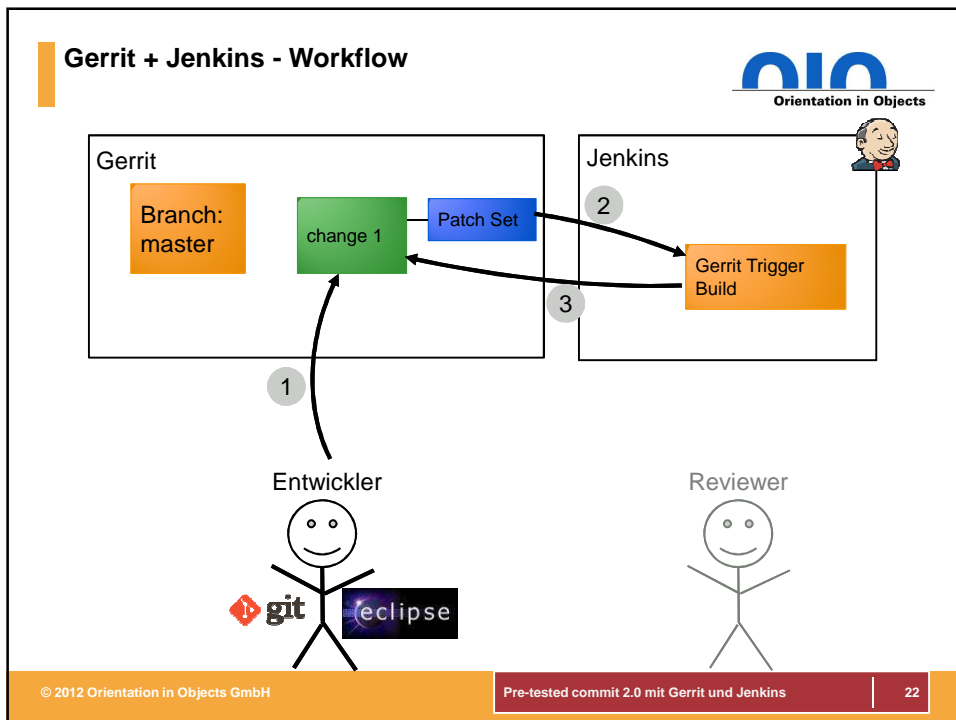 Gerrit + Jenkins - Workflow
OIO
Orientation in Objects
Gerrit
Jenkins
Branch:
master
change 1
Patch Set
2
Gerrit Trigger
Build
3
1
Entwickler
Reviewer
git
eclipse
© 2012 Orientation in Objects GmbH
Pre-tested commit 2.0 mit Gerrit und Jenkins
22